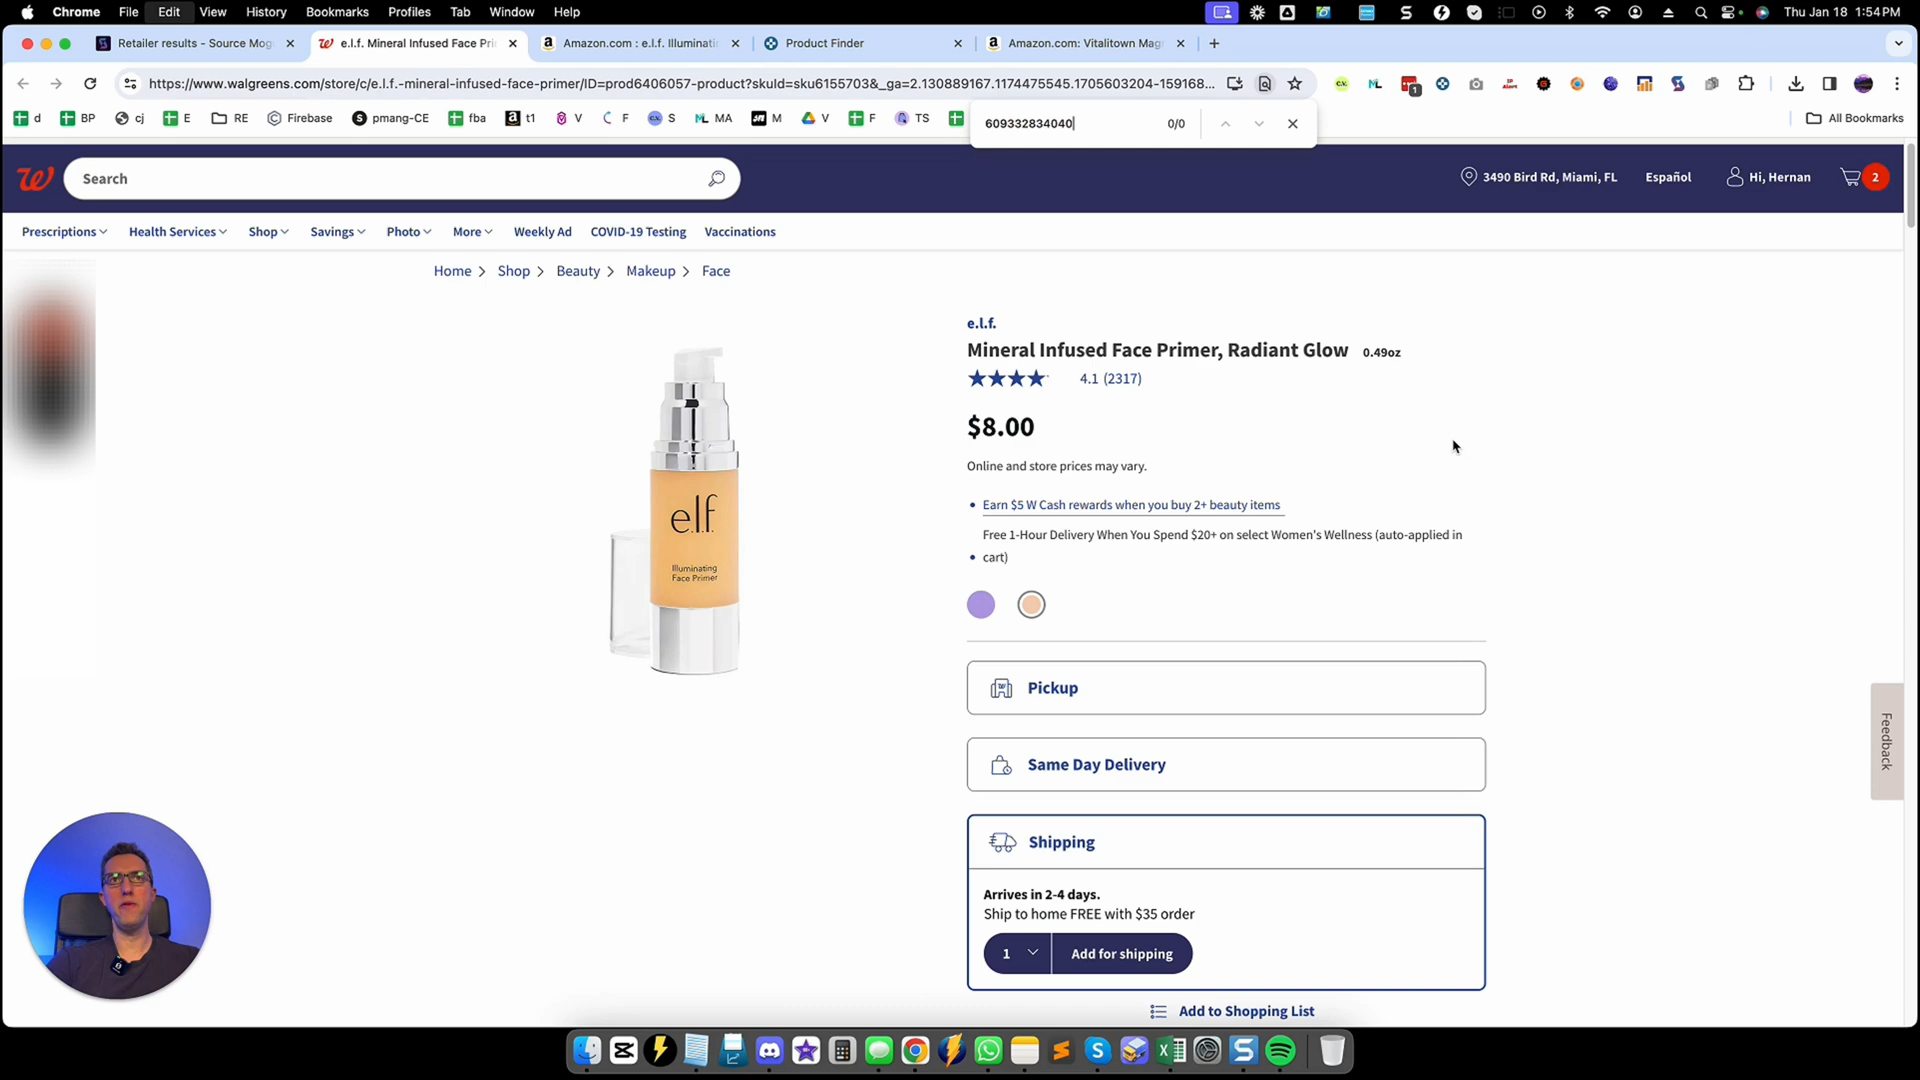 Chrome File Edit View History Bookmarks Profiles Tab Window Help Thu Jan 18 1:54 PM
Retailer results - Source Mog e.l.f. Mineral Infused Face Pri Amazon.com : e.l.f. Illuminati Product Finder Amazon.com: Vitalitown Mag
https://www.walgreens.com/store/c/e.l.f.-mineral-infused-face-primer/ID=prod6406057-product?skuId=sku6155703&_ga=2.130889167.1174475545.1705603204-159168...
d BP cj E RE Firebase pmang-CE fba t1 V F S MA M V F TS All Bookmarks
609332834040 0/0
Search
3490 Bird Rd, Miami, FL Español Hi, Hernan 2
Prescriptions Health Services Shop Savings Photo More Weekly Ad COVID-19 Testing Vaccinations
Home Shop Beauty Makeup Face
e.l.f.
Mineral Infused Face Primer, Radiant Glow 0.49oz
4.1 (2317)
$8.00
Online and store prices may vary.
Earn $5 W Cash rewards when you buy 2+ beauty items
Free 1-Hour Delivery When You Spend $20+ on select Women's Wellness (auto-applied in
cart)
e.l.f.
Illuminating
Face Primer
Pickup
Same Day Delivery
Shipping
Arrives in 2-4 days.
Ship to home FREE with $35 order
1 Add for shipping
Add to Shopping List
Feedback